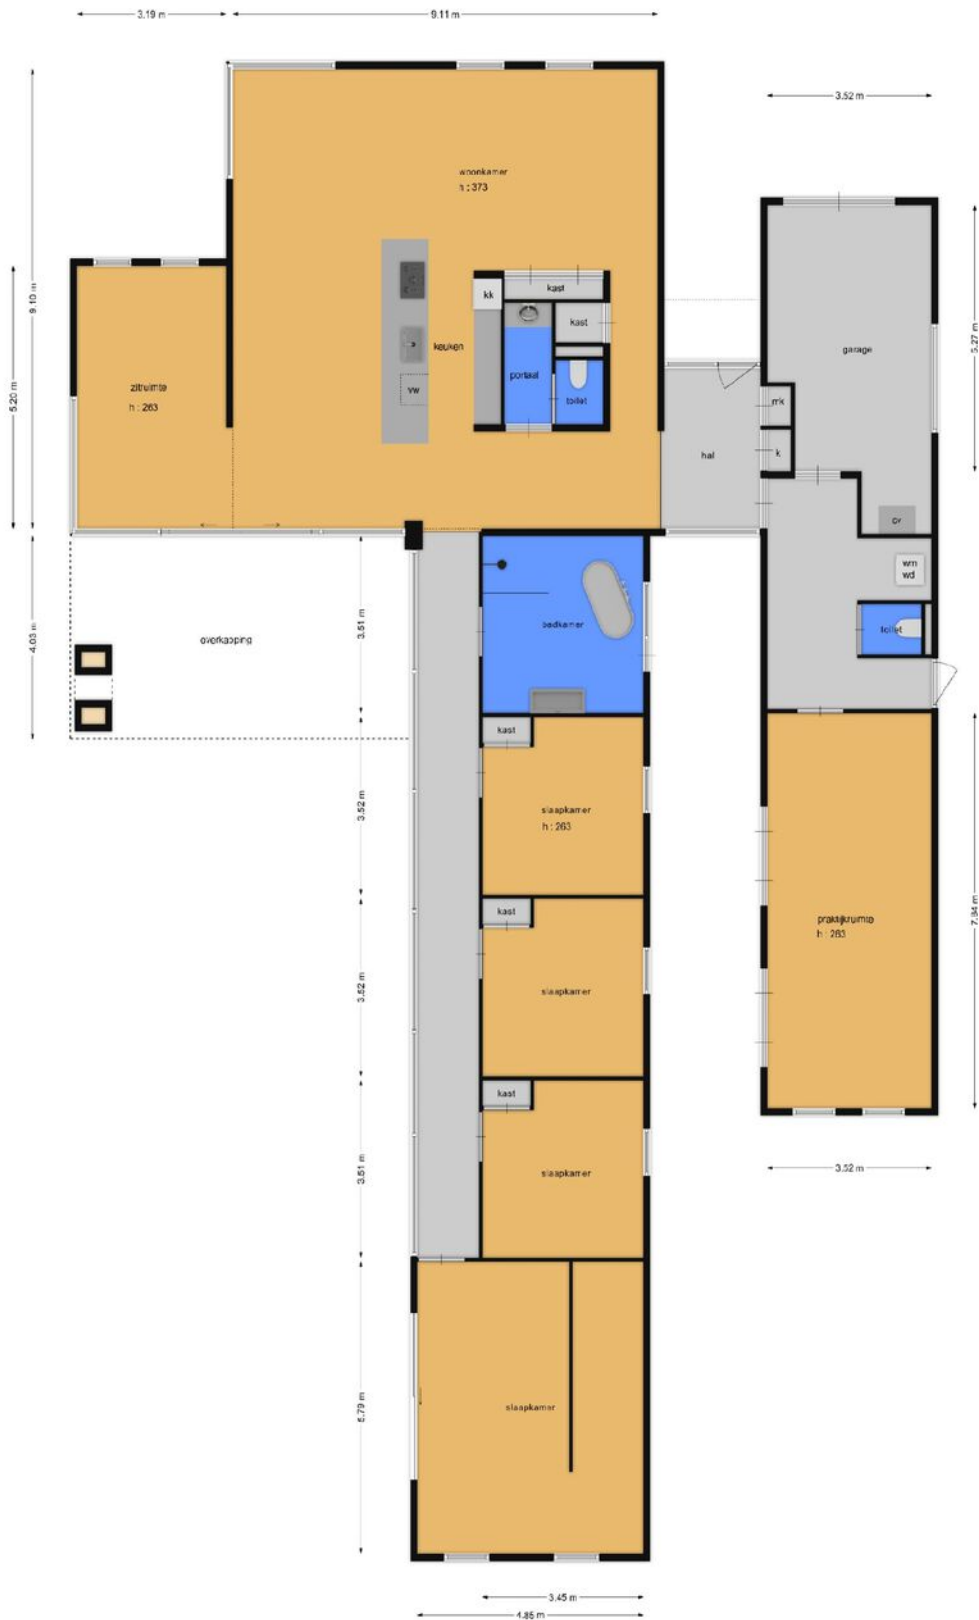 3.19 m
9.11 m
3.52 m
woonkamer
h : 373
9.10 m
5.20 m
5.27 m
kk
kast
kast
garage
keuken
zitruimte
h : 263
portaal
vw
toilet
mk
hal
k
cr
wm
wd
4.03 m
3.51 m
overkapping
badkamer
toilet
kast
3.52 m
slaapkamer
h : 263
kast
praktijkruimte
h : 263
7.84 m
3.52 m
slaapkamer
kast
3.51 m
slaapkamer
3.52 m
5.79 m
slaapkamer
3.45 m
4.86 m